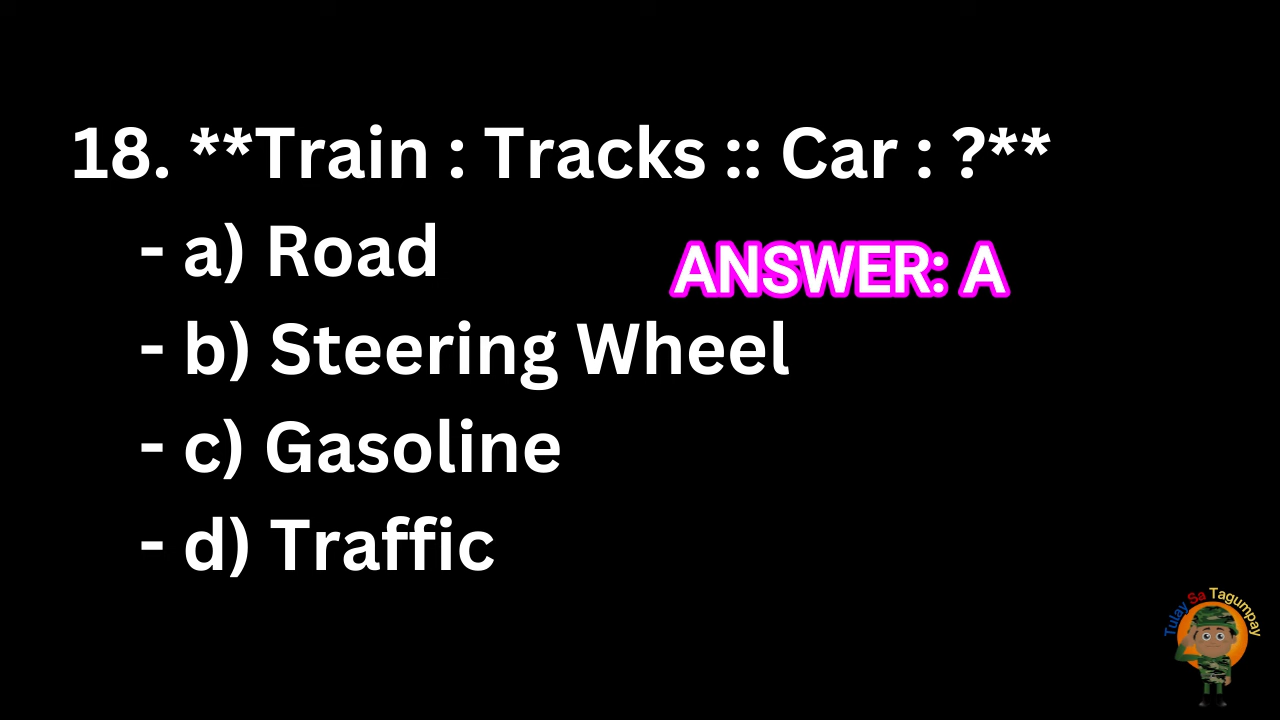 18. **Train : Tracks :: Car : ?**
- a) Road
ANSWER: A
- b) Steering Wheel
- c) Gasoline
- d) Traffic
Tulay Sa Tagumpay